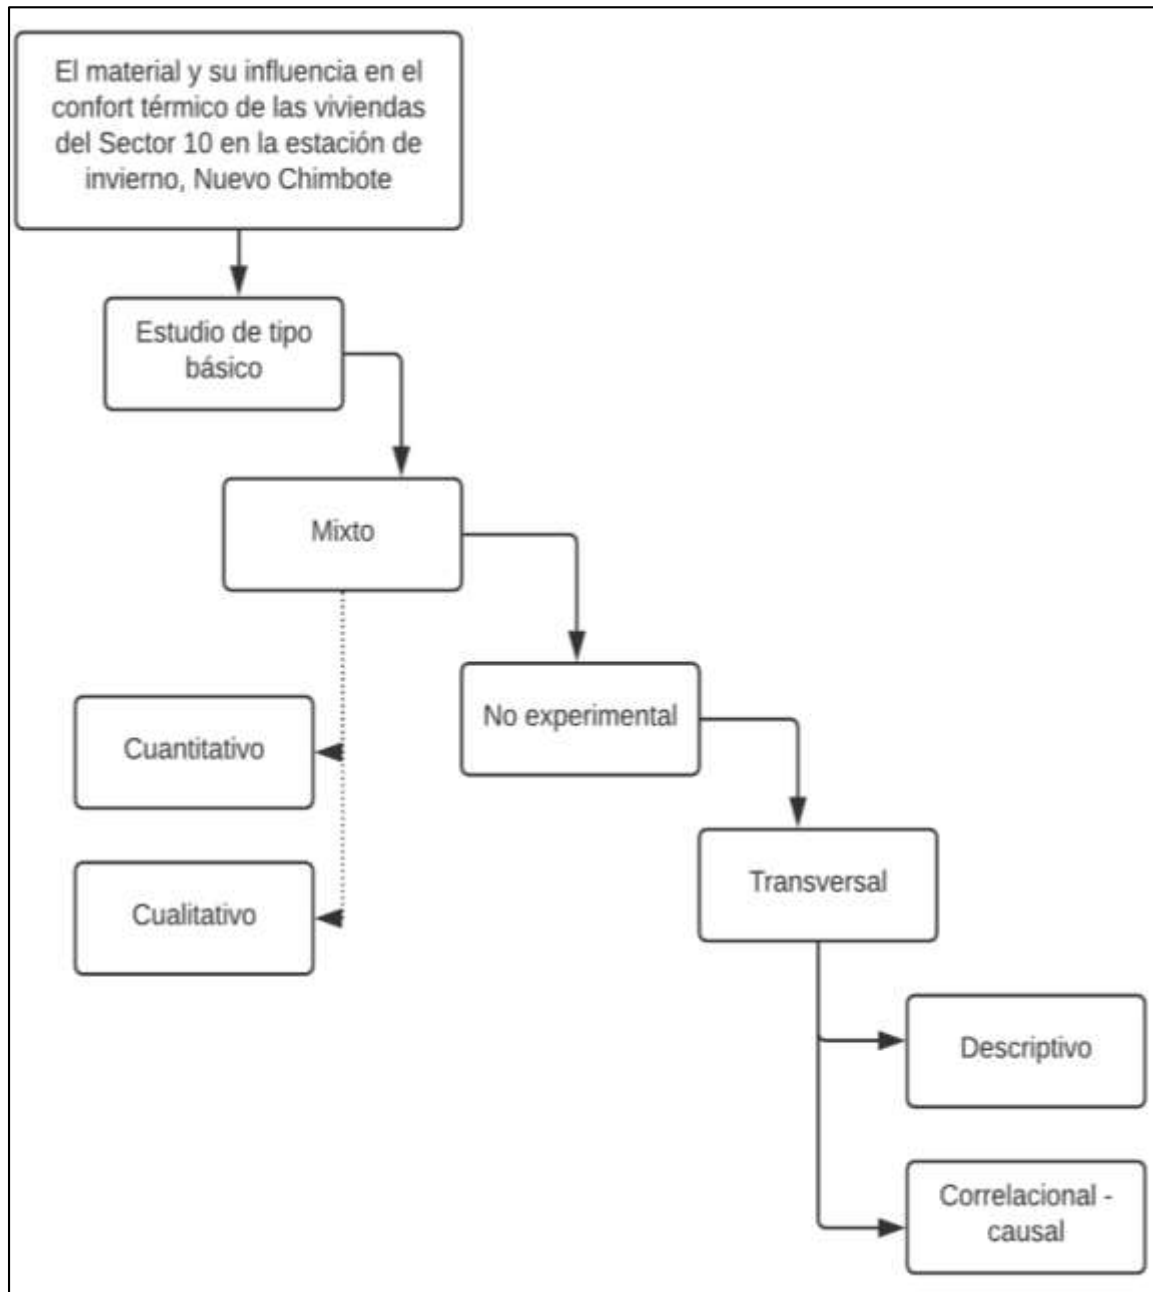 El material y su influencia en el
confort térmico de las viviendas
del Sector 10 en la estación de
invierno, Nuevo Chimbote
Estudio de tipo
básico
Mixto
No experimental
Cuantitativo
Transversal
Cualitativo
Descriptivo
Correlacional -
causal